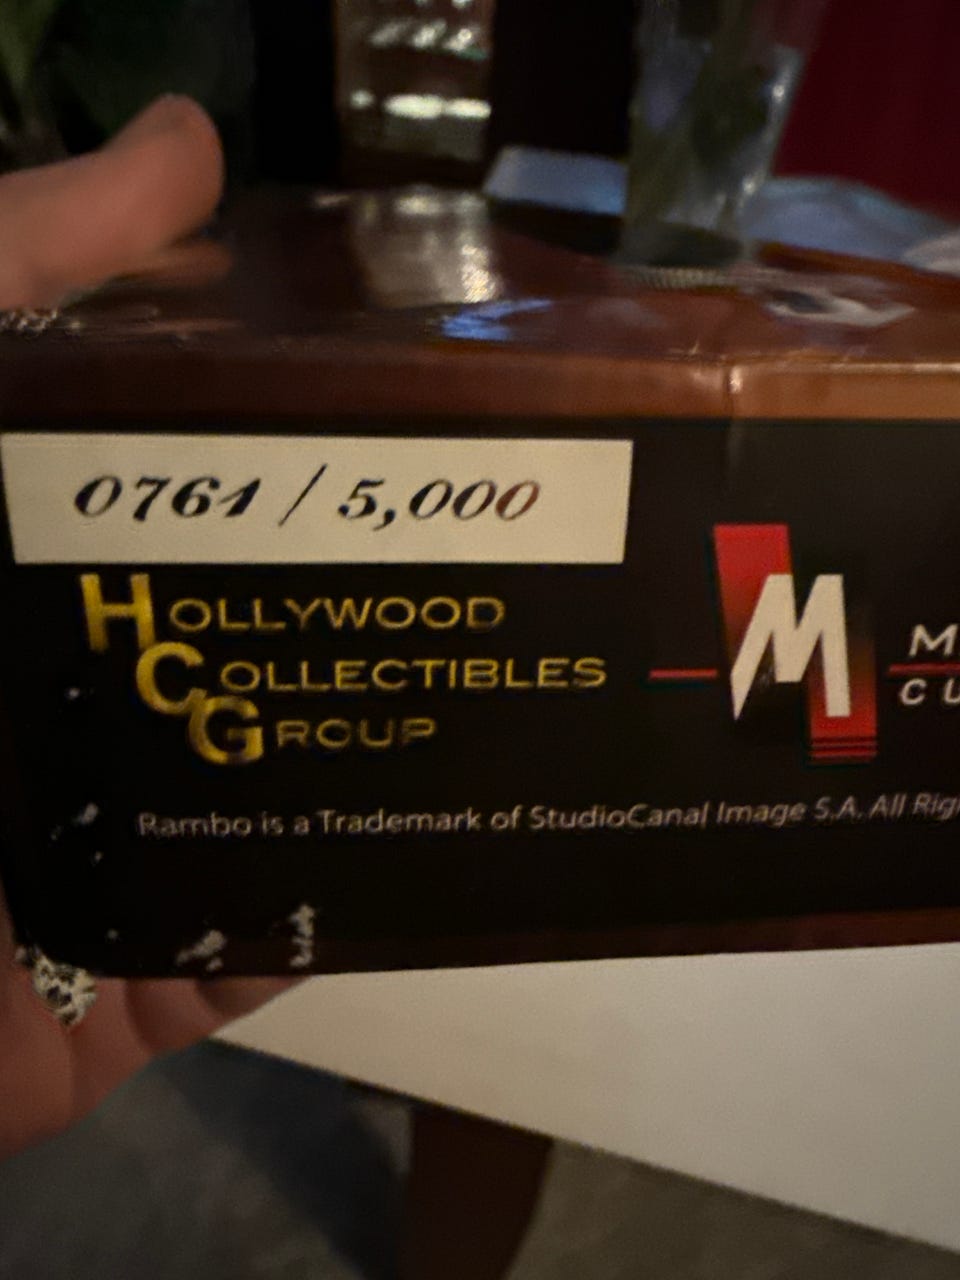 0761 / 5,000
HOLLYWOOD
COLLECTIBLES
GROUP
M
Rambo is a Trademark of StudioCanal Image S.A. All